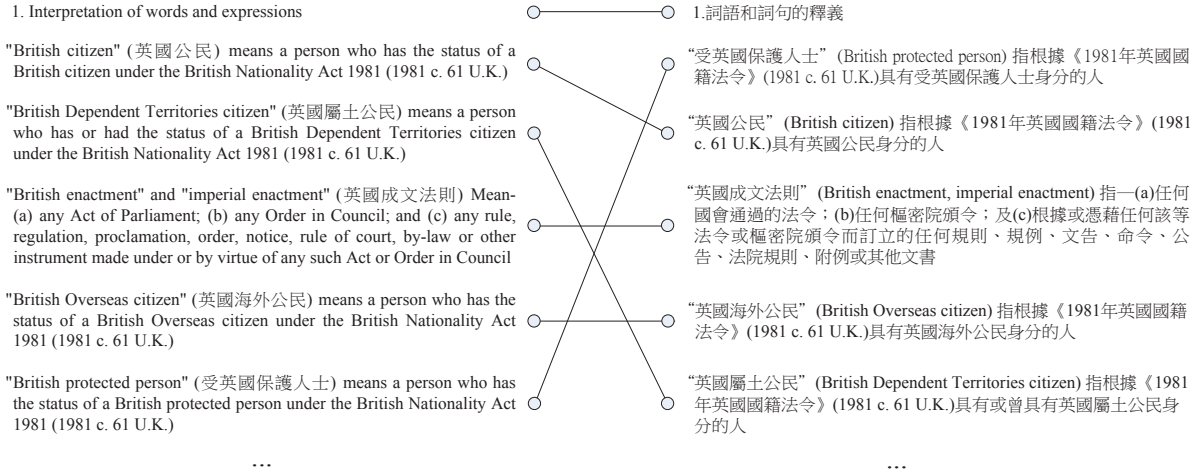 1. Interpretation of words and expressions
"British citizen" (英國公民) means a person who has the status of a
British citizen under the British Nationality Act 1981 (1981 c. 61 U.K.)
"British Dependent Territories citizen" (英國屬土公民) means a person
who has or had the status of a British Dependent Territories citizen
under the British Nationality Act 1981 (1981 c. 61 U.K.)
"British enactment" and "imperial enactment" (英國成文法則) Mean-
(a) any Act of Parliament; (b) any Order in Council; and (c) any rule,
regulation, proclamation, order, notice, rule of court, by-law or other
instrument made under or by virtue of any such Act or Order in Council
"British Overseas citizen" (英國海外公民) means a person who has the
status of a British Overseas citizen under the British Nationality Act
1981 (1981 c. 61 U.K.)
"British protected person" (受英國保護人士) means a person who has
the status of a British protected person under the British Nationality Act
1981 (1981 c. 61 U.K.)
...
1.詞語和詞句的釋義
“受英國保護人士” (British protected person) 指根據《1981年英國國
籍法令》(1981 c. 61 U.K.)具有受英國保護人士身分的人
“英國公民” (British citizen) 指根據《1981年英國國籍法令》(1981
c. 61 U.K.)具有英國公民身分的人
“英國成文法則” (British enactment, imperial enactment) 指—(a)任何
國會通過的法令；(b)任何樞密院頒令；及(c)根據或憑藉任何該等
法令或樞密院頒令而訂立的任何規則、規例、文告、命令、公
告、法院規則、附例或其他文書
“英國海外公民” (British Overseas citizen) 指根據《1981年英國國籍
法令》(1981 c. 61 U.K.)具有英國海外公民身分的人
“英國屬土公民” (British Dependent Territories citizen) 指根據《1981
年英國國籍法令》(1981 c. 61 U.K.)具有或曾具有英國屬土公民身
分的人
...